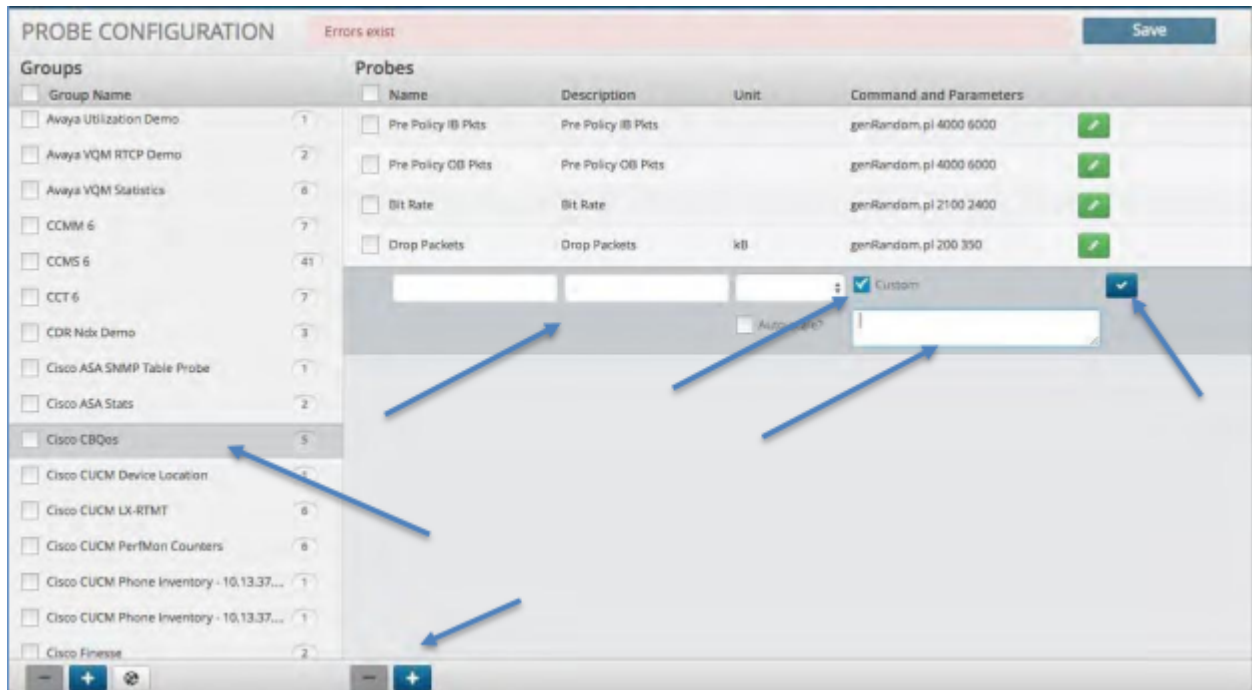 PROBE CONFIGURATION Errors exist Save
Groups Probes
Group Name Name Description Unit Command and Parameters
Avaya Utilization Demo 1
Avaya VQM RTCP Demo 2
Avaya VQM Statistics 6
CCMM 6 7
CCMS 6 41
CCT 6 7
CDR Ndx Demo 3
Cisco ASA SNMP Table Probe 1
Cisco ASA Stats 2
Cisco CBQos 5
Cisco CUCM Device Location 1
Cisco CUCM LX-RTMT 6
Cisco CUCM PerfMon Counters 6
Cisco CUCM Phone Inventory - 10.13.37.... 1
Cisco CUCM Phone Inventory - 10.13.37.... 1
Cisco Finesse 2
Pre Policy IB Pkts Pre Policy IB Pkts genRandom.pl 4000 6000
Pre Policy OB Pkts Pre Policy OB Pkts genRandom.pl 4000 6000
Bit Rate Bit Rate genRandom.pl 2100 2400
Drop Packets Drop Packets kB genRandom.pl 200 350
Custom